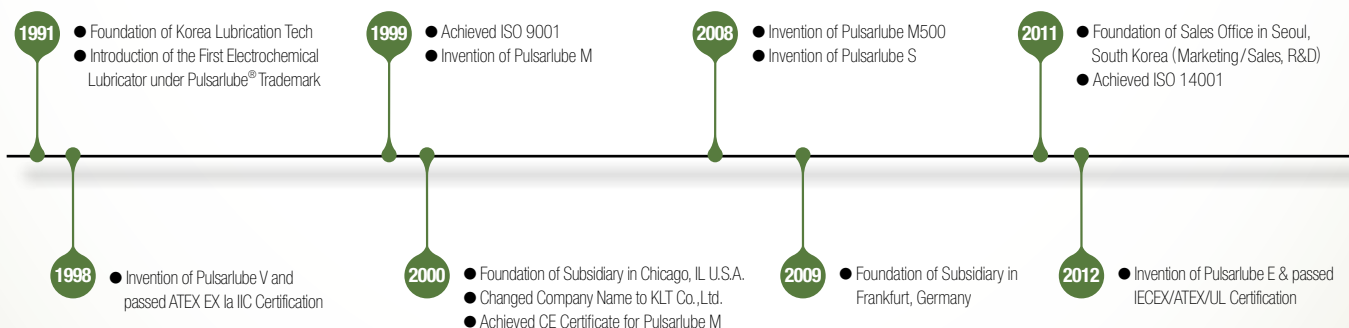 1991
● Foundation of Korea Lubrication Tech
● Introduction of the First Electrochemical
Lubricator under Pulsarlube® Trademark
1998
● Invention of Pulsarlube V and
passed ATEX EX Ia IIC Certification
1999
● Achieved ISO 9001
● Invention of Pulsarlube M
2000
● Foundation of Subsidiary in Chicago, IL U.S.A.
● Changed Company Name to KLT Co.,Ltd.
● Achieved CE Certificate for Pulsarlube M
2008
● Invention of Pulsarlube M500
● Invention of Pulsarlube S
2009
● Foundation of Subsidiary in
Frankfurt, Germany
2011
● Foundation of Sales Office in Seoul,
South Korea (Marketing/Sales, R&D)
● Achieved ISO 14001
2012
● Invention of Pulsarlube E & passed
IECEX/ATEX/UL Certification